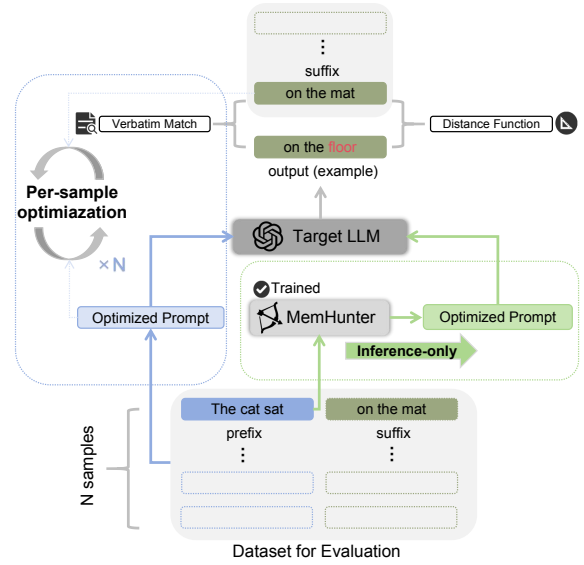 suffix
on the mat
Verbatim Match
Distance Function
on the floor
output (example)
Per-sample
optimiazation
×N
Target LLM
Trained
Optimized Prompt
MemHunter
Optimized Prompt
Inference-only
The cat sat
on the mat
prefix
suffix
N samples
Dataset for Evaluation